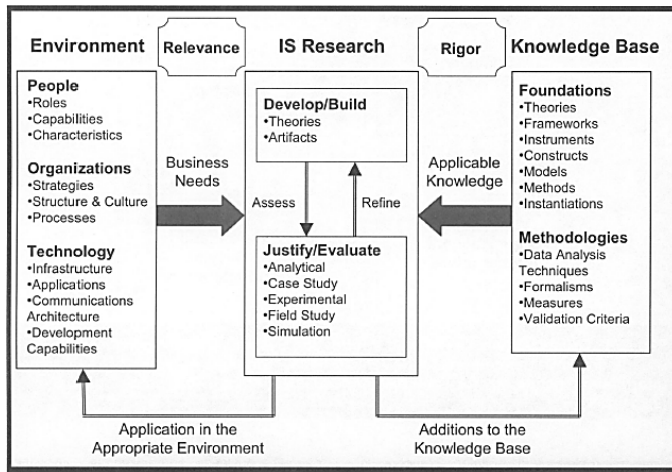 Environment
Relevance
IS Research
Rigor
Knowledge Base
People
•Roles
•Capabilities
•Characteristics
Organizations
•Strategies
•Structure & Culture
•Processes
Technology
•Infrastructure
•Applications
•Communications
Architecture
•Development
Capabilities
Business
Needs
Develop/Build
•Theories
•Artifacts
Assess
Refine
Justify/Evaluate
•Analytical
•Case Study
•Experimental
•Field Study
•Simulation
Applicable
Knowledge
Foundations
•Theories
•Frameworks
•Instruments
•Constructs
•Models
•Methods
•Instantiations
Methodologies
•Data Analysis
Techniques
•Formalisms
•Measures
•Validation Criteria
Application in the
Appropriate Environment
Additions to the
Knowledge Base